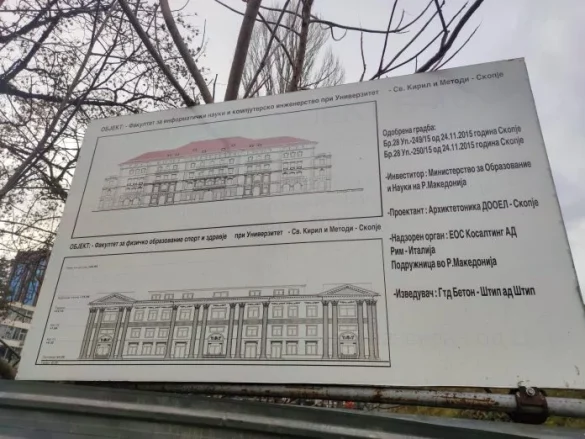 ОБЈЕКТ: - Факултет за информатички науки и компјутерско инженерство при Универзитет - Св. Кирил и Методи - Скопје
ОБЈЕКТ: - Факултет за физичко образование спорт и здравје при Универзитет - Св. Кирил и Методи - Скопје
Одобрена градба:
Бр.28 Уп.-249/15 од 24.11.2015 година Скопје
Бр.28 Уп.-250/15 од 24.11.2015 година Скопје
-Инвеститор : Министерство за Образование
и Наука на Р.Македонија
-Проектант : Архиктетоника ДООЕЛ - Скопје
-Надзорен орган : ЕОС Косалтинг АД
Рим - Италија
Подружница во Р.Македонија
-Изведувач : Гтд Бетон - Штип ад Штип